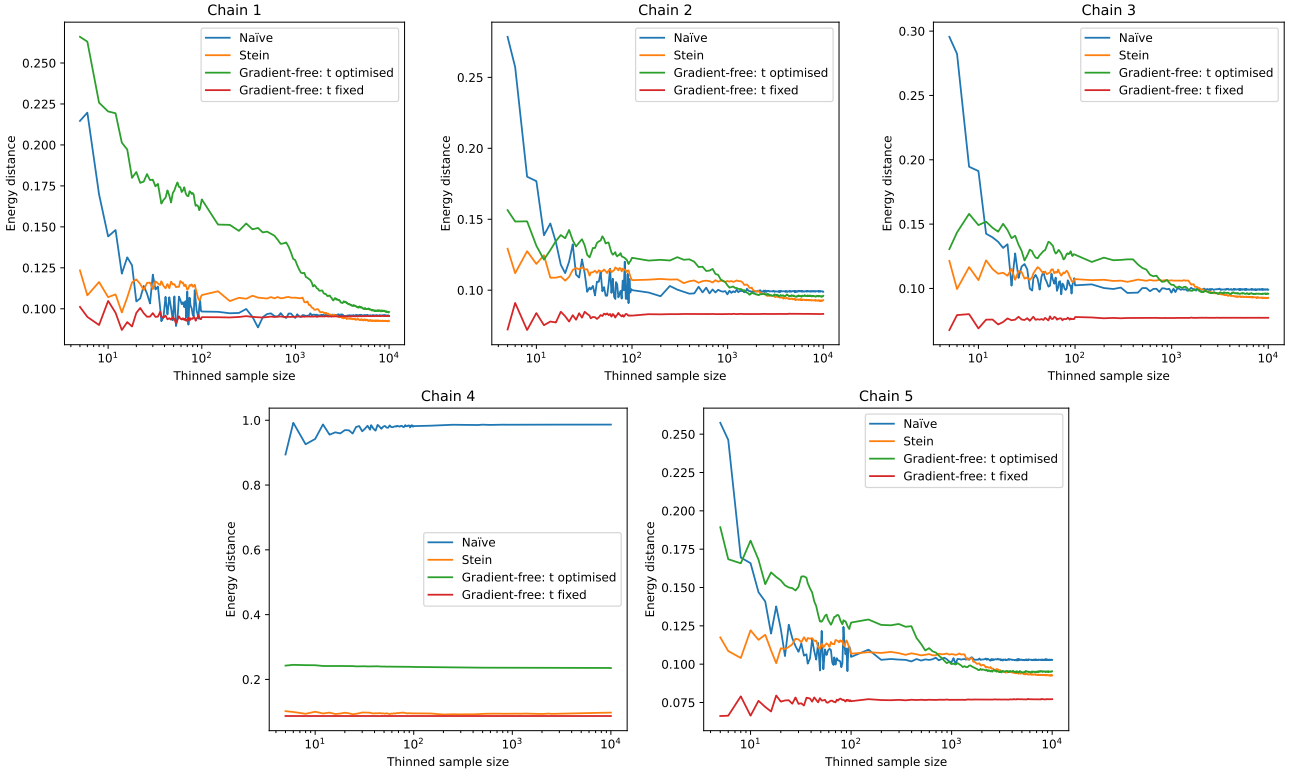 Chain 1
Energy distance
0.250
0.225
0.200
0.175
0.150
0.125
0.100
Naïve
Stein
Gradient-free: t optimised
Gradient-free: t fixed
10¹
10²
10³
10⁴
Thinned sample size
Chain 2
Energy distance
0.25
0.20
0.15
0.10
Naïve
Stein
Gradient-free: t optimised
Gradient-free: t fixed
10¹
10²
10³
10⁴
Thinned sample size
Chain 3
Energy distance
0.30
0.25
0.20
0.15
0.10
Naïve
Stein
Gradient-free: t optimised
Gradient-free: t fixed
10¹
10²
10³
10⁴
Thinned sample size
Chain 4
Energy distance
1.0
0.8
0.6
0.4
0.2
Naïve
Stein
Gradient-free: t optimised
Gradient-free: t fixed
10¹
10²
10³
10⁴
Thinned sample size
Chain 5
Energy distance
0.250
0.225
0.200
0.175
0.150
0.125
0.100
0.075
Naïve
Stein
Gradient-free: t optimised
Gradient-free: t fixed
10¹
10²
10³
10⁴
Thinned sample size